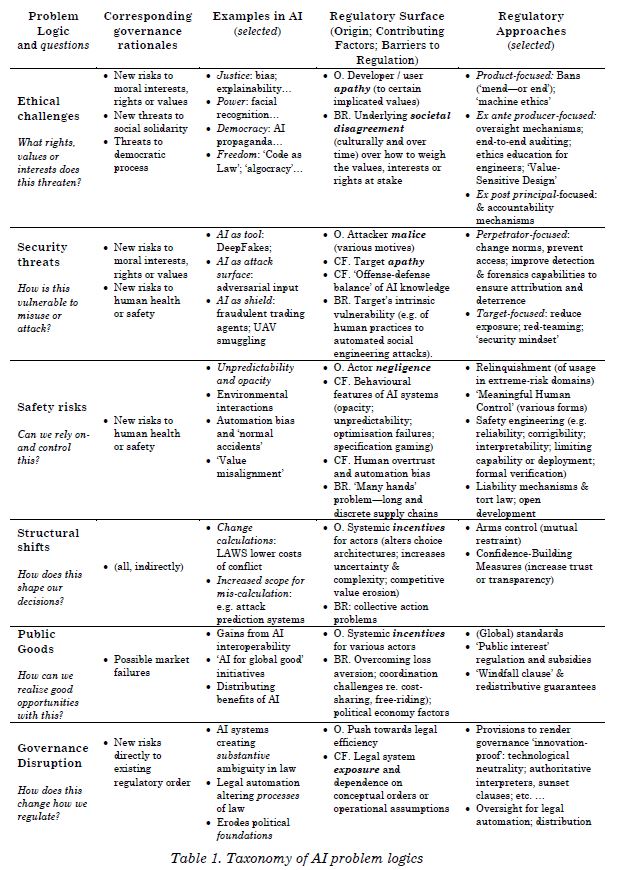 Problem Logic and questions
Corresponding governance rationales
Examples in AI (selected)
Regulatory Surface (Origin; Contributing Factors; Barriers to Regulation)
Regulatory Approaches (selected)
Ethical
challenges
What rights,
values or
interests does
this threaten?
• New risks to
moral interests,
rights or values
• New threats to
social solidarity
• Threats to
democratic
process
• Justice: bias;
explainability…
• Power: facial
recognition…
• Democracy: AI
propaganda…
• Freedom: ‘Code as
Law’; ‘algocracy’…
• O. Developer / user
apathy (to certain
implicated values)
• BR. Underlying societal
disagreement
(culturally and over
time) over how to weigh
the values, interests or
rights at stake
• Product-focused: Bans
(‘mend—or end’);
‘machine ethics’
• Ex ante producer-focused:
oversight mechanisms;
end-to-end auditing;
ethics education for
engineers; ‘Value-
Sensitive Design’
• Ex post principal-focused:
& accountability
mechanisms
Security
threats
How is this
vulnerable to
misuse or
attack?
• New risks to
moral interests,
rights or values
• New risks to
human health
or safety
• AI as tool:
DeepFakes;
• AI as attack
surface:
adversarial input
• AI as shield:
fraudulent trading
agents; UAV
smuggling
• O. Attacker malice
(various motives)
• CF. Target apathy
• CF. ‘Offense-defense
balance’ of AI knowledge
• BR. Target’s intrinsic
vulnerability (e.g. of
human practices to
automated social
engineering attacks).
• Perpetrator-focused:
change norms, prevent
access; improve detection
& forensics capabilities to
ensure attribution and
deterrence
• Target-focused: reduce
exposure; red-teaming;
‘security mindset’
Safety risks
Can we rely on-
and control
this?
• New risks to
human health
or safety
• Unpredictability
and opacity
• Environmental
interactions
• Automation bias
and ‘normal
accidents’
• ‘Value
misalignment’
• O. Actor negligence
• CF. Behavioural
features of AI systems
(opacity;
unpredictability;
optimisation failures;
specification gaming)
• CF. Human overtrust
and automation bias
• BR. ‘Many hands’
problem—long and
discrete supply chains
• Relinquishment (of usage
in extreme-risk domains)
• ‘Meaningful Human
Control’ (various forms)
• Safety engineering (e.g.
reliability; corrigibility;
interpretability; limiting
capability or deployment;
formal verification)
• Liability mechanisms &
tort law; open
development
Structural
shifts
How does this
shape our
decisions?
• (all, indirectly)
• Change
calculations:
LAWS lower costs
of conflict
• Increased scope for
mis-calculation:
e.g. attack
prediction systems
• O. Systemic incentives
for actors (alters choice
architectures; increases
uncertainty &
complexity; competitive
value erosion)
• BR: collective action
problems
• Arms control (mutual
restraint)
• Confidence-Building
Measures (increase trust
or transparency)
Public
Goods
How can we
realize good
opportunities
with this?
• Possible market
failures
• Gains from AI
interoperability
• ‘AI for global good’
initiatives
• Distributing
benefits of AI
• O. Systemic incentives
for various actors
• BR. Overcoming loss
aversion; coordination
challenges re. cost-
sharing, free-riding);
political economy factors
• (Global) standards
• ‘Public interest’
regulation and subsidies
• ‘Windfall clause’ &
redistributive guarantees
Governance
Disruption
How does this
change how we
regulate?
• New risks
directly to
existing
regulatory order
• AI systems
creating
substantive
ambiguity in law
• Legal automation
altering processes
of law
• Erodes political
foundations
• O. Push towards legal
efficiency
• CF. Legal system
exposure and
dependence on
conceptual orders or
operational assumptions
• Provisions to render
governance ‘innovation-
proof’: technological
neutrality; authoritative
interpreters, sunset
clauses; etc. …
• Oversight for legal
automation; distribution
Table 1. Taxonomy of AI problem logics